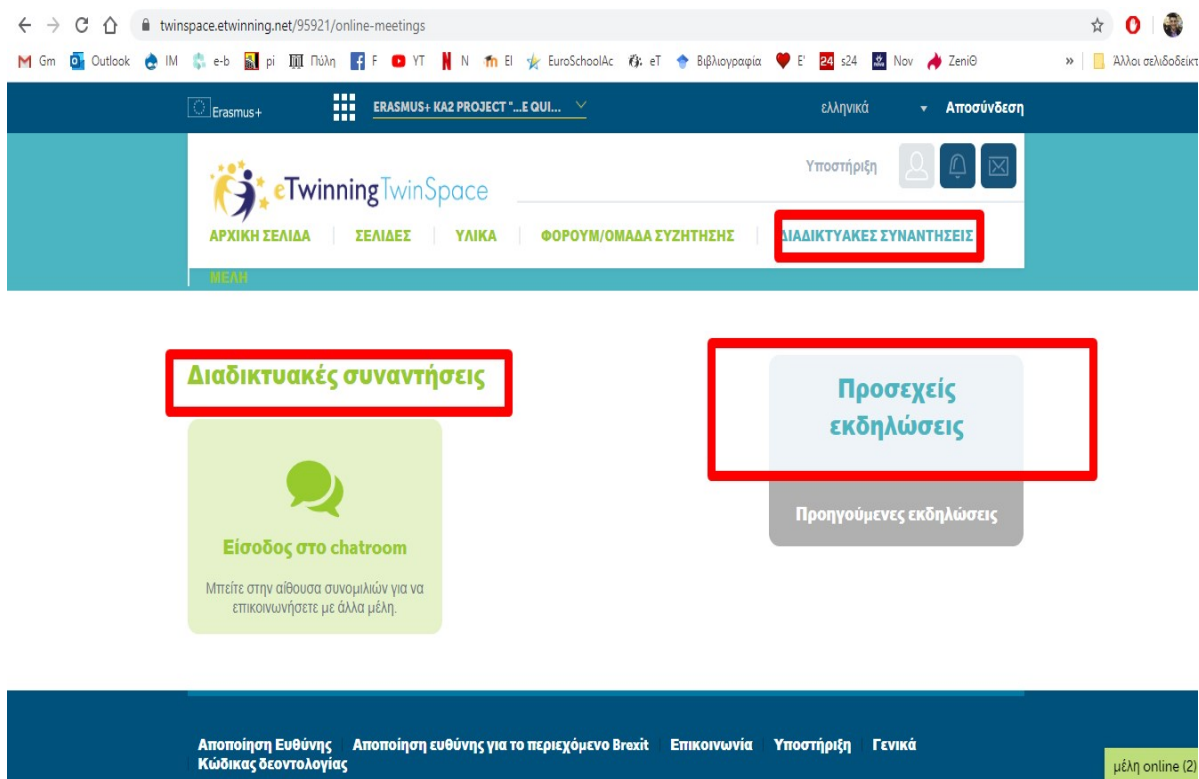 twinspace.etwinning.net/95921/online-meetings
Gm Outlook IM e-b pi Πύλη F YT N El EuroSchoolAc eT Βιβλιογραφία E' s24 Nov Zeniθ » Άλλοι σελιδοδείκτ
Erasmus+ ERASMUS+ KA2 PROJECT "...E QUI... ελληνικά Αποσύνδεση
Υποστήριξη
eTwinning TwinSpace
ΑΡΧΙΚΗ ΣΕΛΙΔΑ ΣΕΛΙΔΕΣ ΥΛΙΚΑ ΦΟΡΟΥΜ/ΟΜΑΔΑ ΣΥΖΗΤΗΣΗΣ ΔΙΑΔΙΚΤΥΑΚΕΣ ΣΥΝΑΝΤΗΣΕΙΣ
ΜΕΛΗ
Διαδικτυακές συναντήσεις
Είσοδος στο chatroom
Μπείτε στην αίθουσα συνομιλιών για να
επικοινωνήσετε με άλλα μέλη.
Προσεχείς
εκδηλώσεις
Προηγούμενες εκδηλώσεις
Αποποίηση Ευθύνης Αποποίηση ευθύνης για το περιεχόμενο Brexit Επικοινωνία Υποστήριξη Γενικά
Κώδικας δεοντολογίας
μέλη online (2)